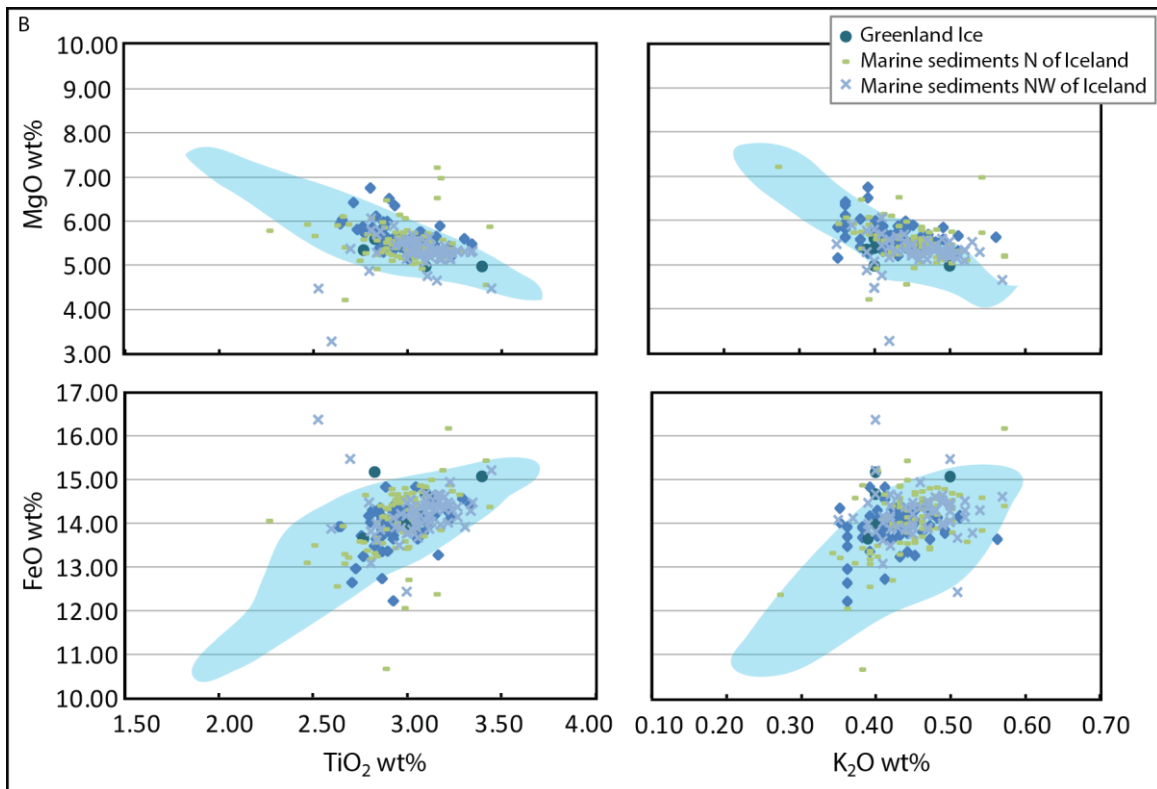 B
Greenland Ice
Marine sediments N of Iceland
Marine sediments NW of Iceland
MgO wt%
10.00
9.00
8.00
7.00
6.00
5.00
4.00
3.00
FeO wt%
17.00
16.00
15.00
14.00
13.00
12.00
11.00
10.00
1.50 2.00 2.50 3.00 3.50 4.00
0.10 0.20 0.30 0.40 0.50 0.60 0.70
TiO₂ wt%
K₂O wt%